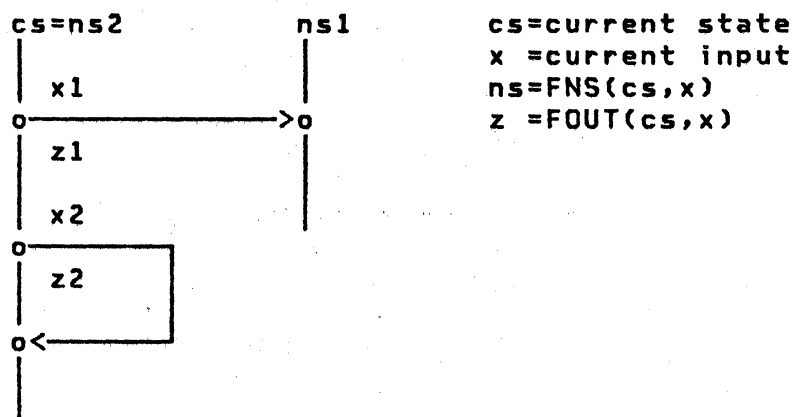 cs=ns2 ns1 cs=current state
x =current input
x1 ns=FNS(cs,x)
z =FOUT(cs,x)
z1
x2
z2